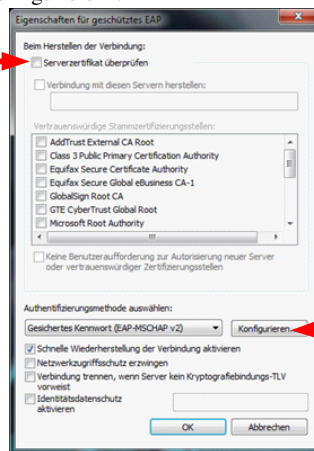 Eigenschaften für geschütztes EAP
Beim Herstellen der Verbindung:
Serverzertifikat überprüfen
Verbindung mit diesen Servern herstellen:
Vertrauenswürdige Stammzertifizierungsstellen:
AddTrust External CA Root
Class 3 Public Primary Certification Authority
Equifax Secure Certificate Authority
Equifax Secure Global eBusiness CA-1
GlobalSign Root CA
GTE CyberTrust Global Root
Microsoft Root Authority
Keine Benutzeraufforderung zur Autorisierung neuer Server
oder vertrauenswürdiger Zertifizierungsstellen
Authentifizierungsmethode auswählen:
Gesichertes Kennwort (EAP-MSCHAP v2)
Konfigurieren...
Schnelle Wiederherstellung der Verbindung aktivieren
Netzwerkzugriffsschutz erzwingen
Verbindung trennen, wenn Server kein Kryptografiebindungs-TLV
vorweist
Identitätsdatenschutz
aktivieren
OK
Abbrechen